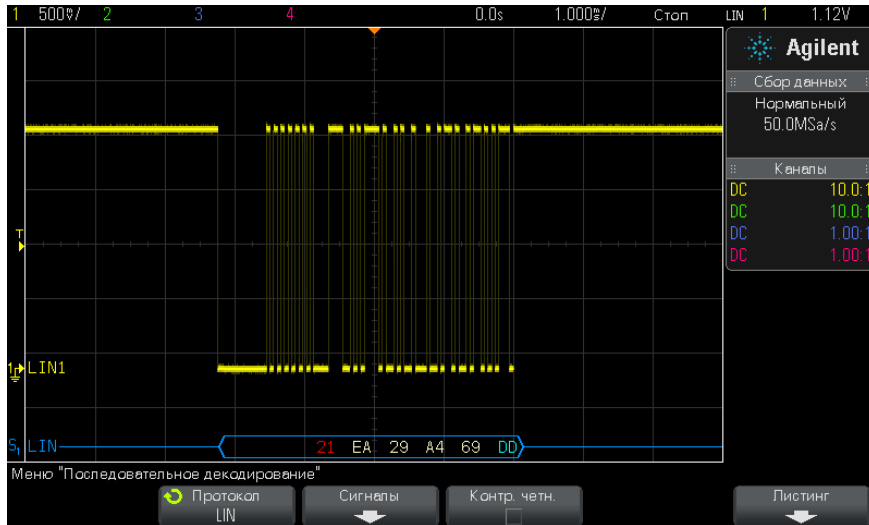 1 500mV/ 2 3 4 0.0s 1.000ms/ Стоп LIN 1 1.12V
Agilent
Сбор данных
Нормальный
50.0MSa/s
Каналы
DC 10.0:1
DC 10.0:1
DC 1.00:1
DC 1.00:1
T
1 LIN1
S1 LIN 21 EA 29 A4 69 DD
Меню "Последовательное декодирование"
Протокол Сигналы Контр. четн. Листинг
LIN